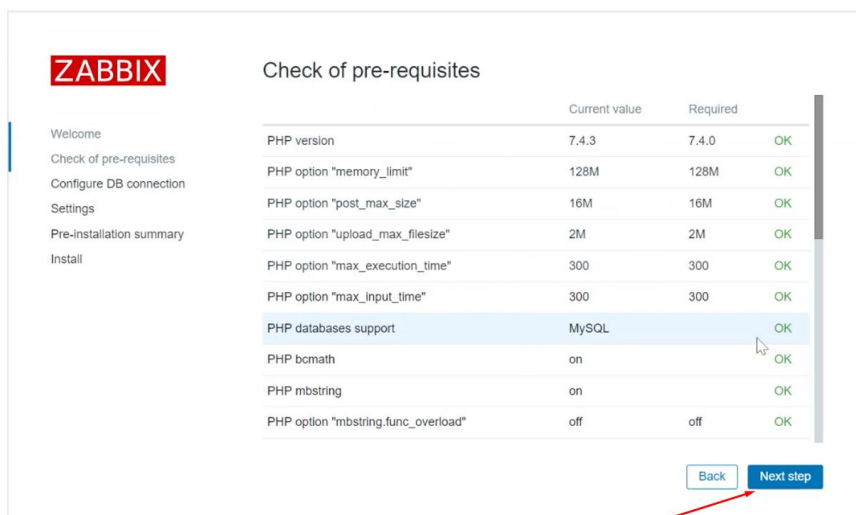 ZABBIX
Welcome
Check of pre-requisites
Configure DB connection
Settings
Pre-installation summary
Install
Check of pre-requisites
Current value Required
PHP version 7.4.3 7.4.0 OK
PHP option "memory_limit" 128M 128M OK
PHP option "post_max_size" 16M 16M OK
PHP option "upload_max_filesize" 2M 2M OK
PHP option "max_execution_time" 300 300 OK
PHP option "max_input_time" 300 300 OK
PHP databases support MySQL OK
PHP bcmath on OK
PHP mbstring on OK
PHP option "mbstring.func_overload" off off OK
Back Next step